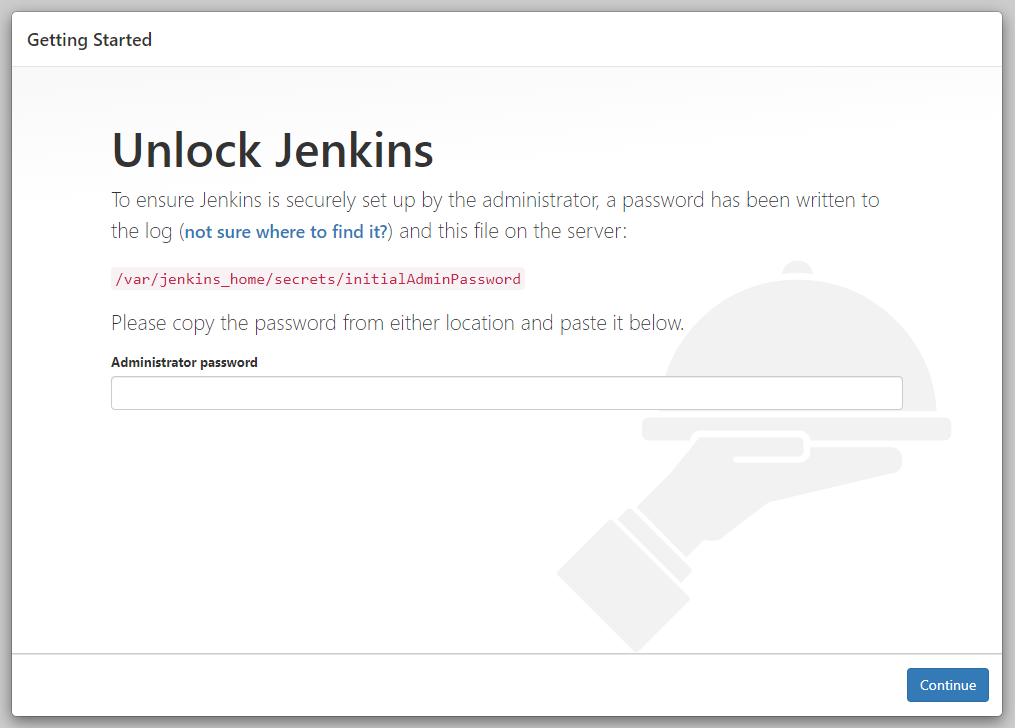 Getting Started
Unlock Jenkins
To ensure Jenkins is securely set up by the administrator, a password has been written to
the log (not sure where to find it?) and this file on the server:
/var/jenkins_home/secrets/initialAdminPassword
Please copy the password from either location and paste it below.
Administrator password
Continue